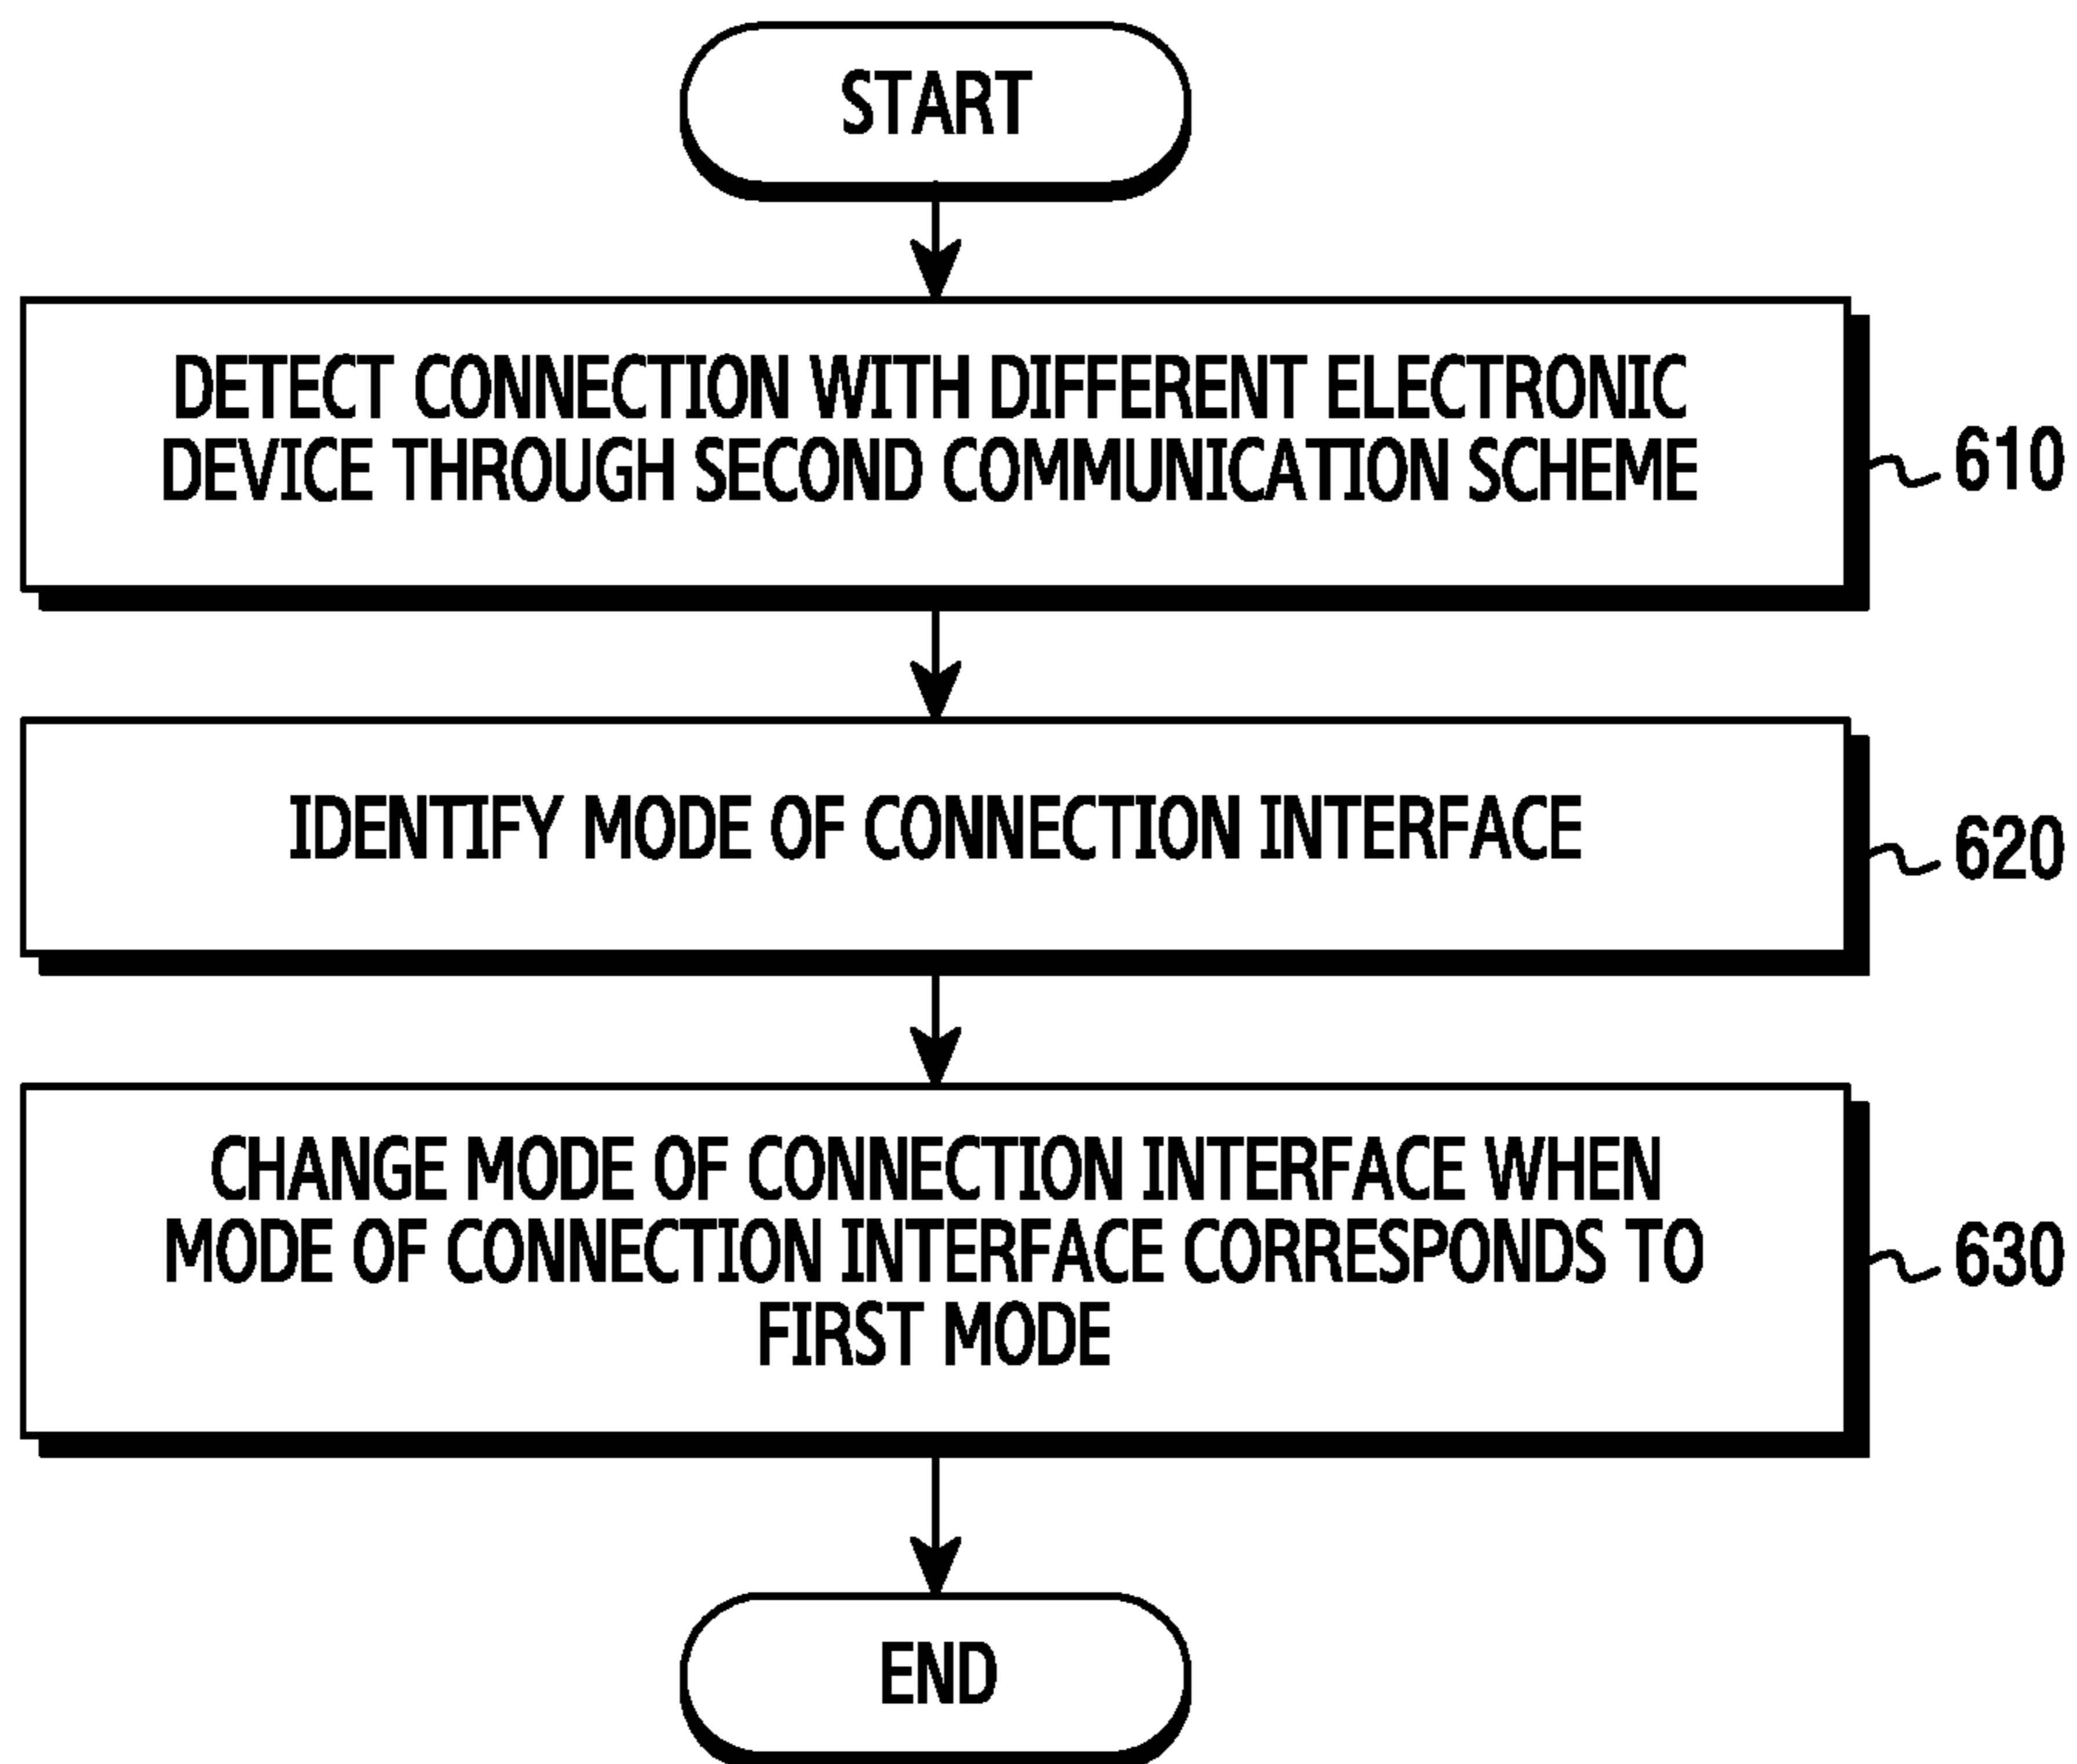 START
DETECT CONNECTION WITH DIFFERENT ELECTRONIC
DEVICE THROUGH SECOND COMMUNICATION SCHEME
610
IDENTIFY MODE OF CONNECTION INTERFACE
620
CHANGE MODE OF CONNECTION INTERFACE WHEN
MODE OF CONNECTION INTERFACE CORRESPONDS TO
FIRST MODE
630
END